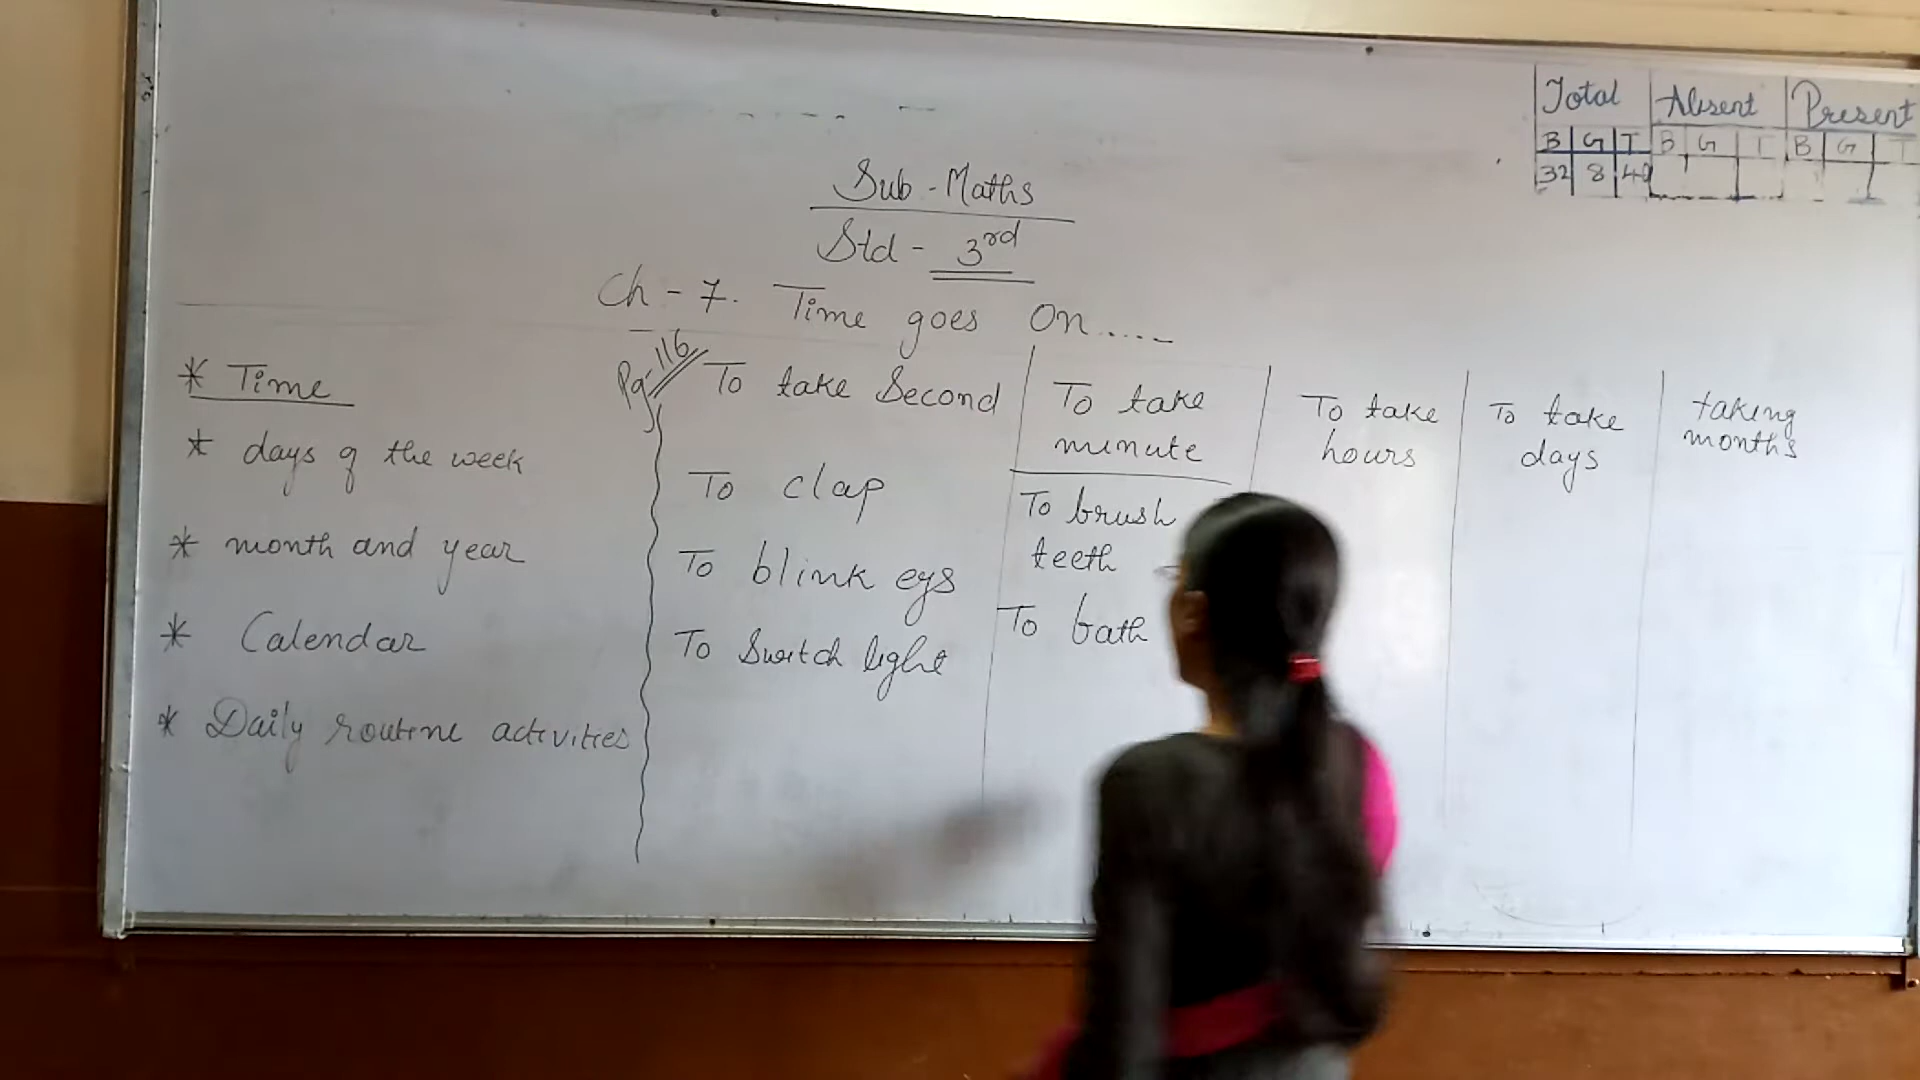 Total Absent Present
B G T B G T B G T
32 8 40
Sub - Maths
Std - 3rd
Ch - 7. Time goes on.....
* Time
* days of the week
* month and year
* Calendar
* Daily routine activities
Pg-116
To take Second
To clap
To blink eys
To Switch light
To take
minute
To brush
teeth
To bath
To take
hours
To take
days
taking
months